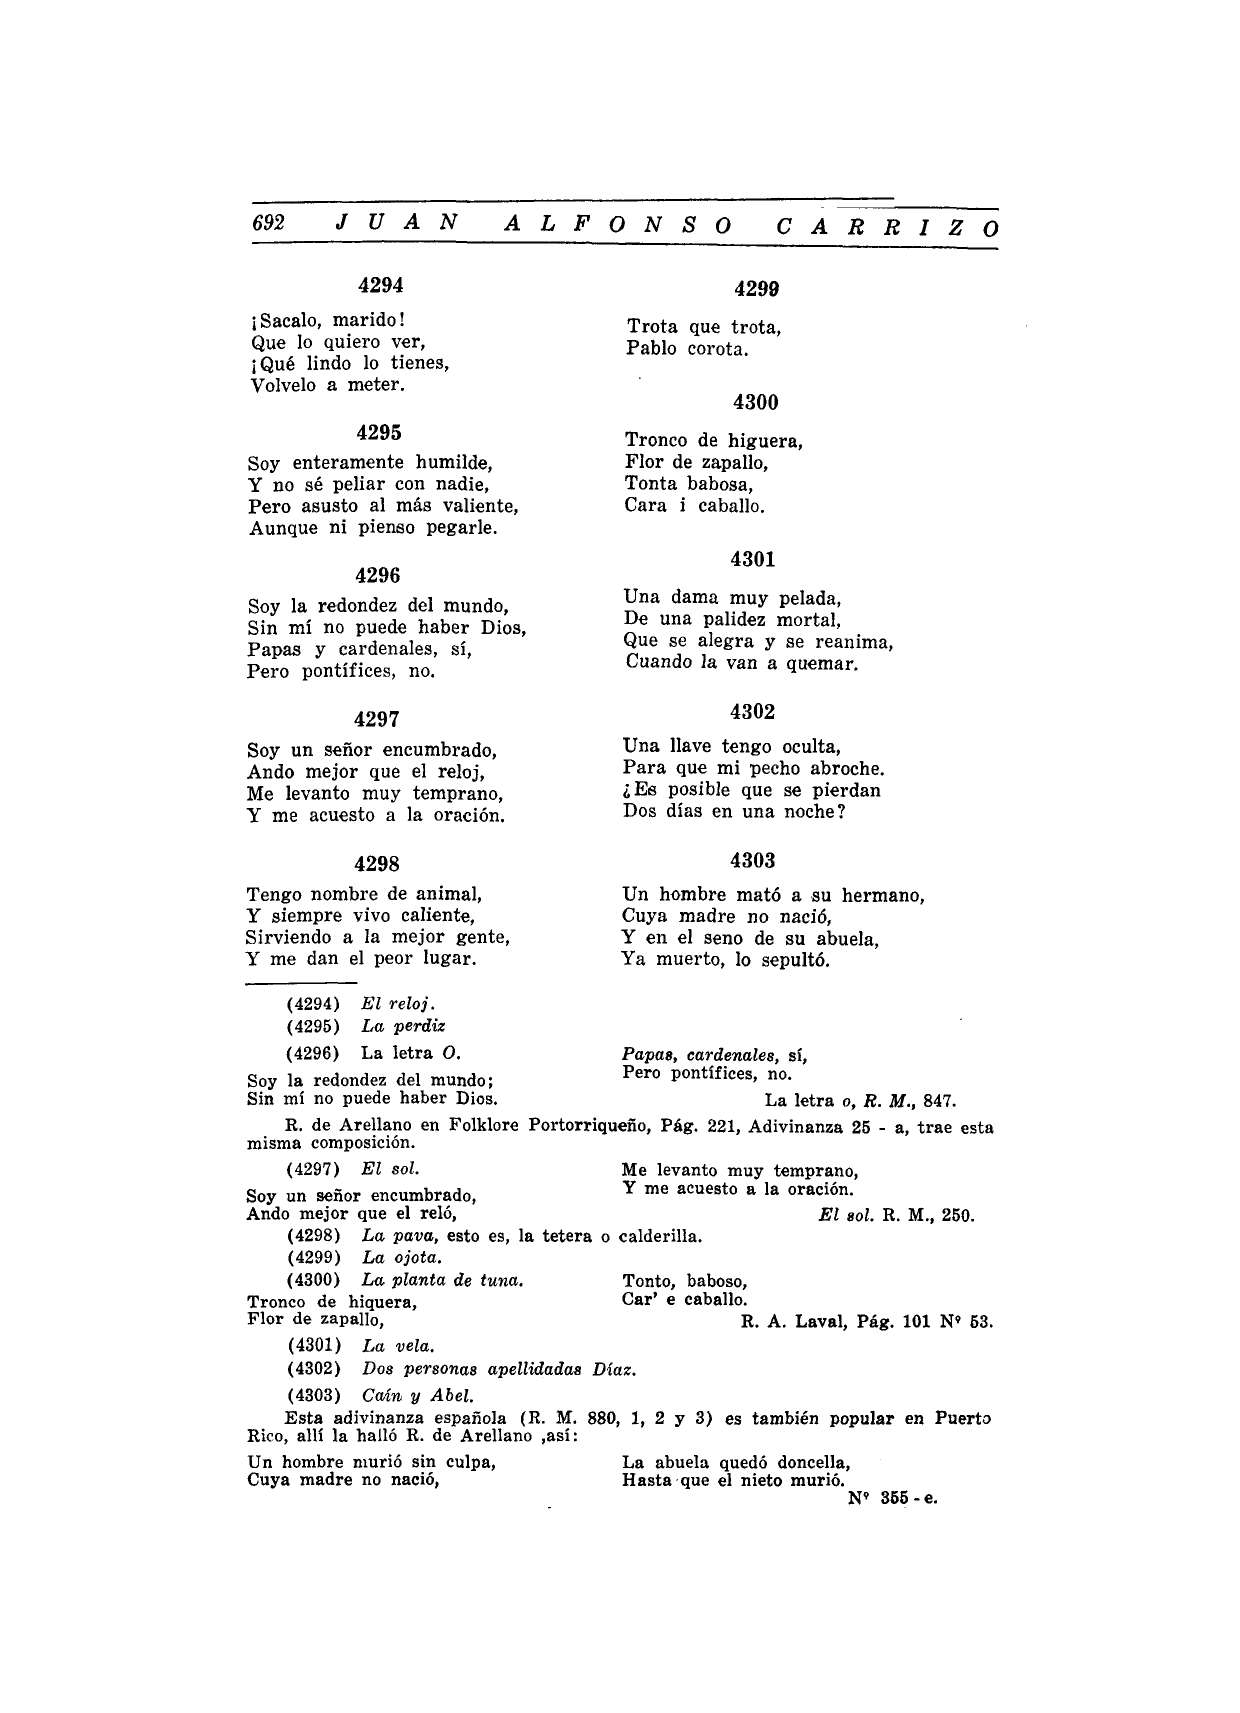 692 JUAN ALFONSO CARRIZO
4294
¡Sacalo, marido!
Que lo quiero ver,
¡Qué lindo lo tienes,
Volvelo a meter.
4295
Soy enteramente humilde,
Y no sé peliar con nadie,
Pero asusto al más valiente,
Aunque ni pienso pegarle.
4296
Soy la redondez del mundo,
Sin mí no puede haber Dios,
Papas y cardenales, sí,
Pero pontífices, no.
4297
Soy un señor encumbrado,
Ando mejor que el reloj,
Me levanto muy temprano,
Y me acuesto a la oración.
4298
Tengo nombre de animal,
Y siempre vivo caliente,
Sirviendo a la mejor gente,
Y me dan el peor lugar.
4299
Trota que trota,
Pablo corota.
4300
Tronco de higuera,
Flor de zapallo,
Tonta babosa,
Cara i caballo.
4301
Una dama muy pelada,
De una palidez mortal,
Que se alegra y se reanima,
Cuando la van a quemar.
4302
Una llave tengo oculta,
Para que mi pecho abroche.
¿Es posible que se pierdan
Dos días en una noche?
4303
Un hombre mató a su hermano,
Cuya madre no nació,
Y en el seno de su abuela,
Ya muerto, lo sepultó.
(4294) El reloj.
(4295) La perdiz
(4296) La letra O.
Soy la redondez del mundo;
Sin mí no puede haber Dios.
Papas, cardenales, sí,
Pero pontífices, no.
La letra o, R. M., 847.
R. de Arellano en Folklore Portorriqueño, Pág. 221, Adivinanza 25 - a, trae esta
misma composición.
(4297) El sol.
Soy un señor encumbrado,
Ando mejor que el reló,
Me levanto muy temprano,
Y me acuesto a la oración.
El sol. R. M., 250.
(4298) La pava, esto es, la tetera o calderilla.
(4299) La ojota.
(4300) La planta de tuna.
Tronco de hiquera,
Flor de zapallo,
Tonto, baboso,
Car' e caballo.
R. A. Laval, Pág. 101 Nº 53.
(4301) La vela.
(4302) Dos personas apellidadas Díaz.
(4303) Caín y Abel.
Esta adivinanza española (R. M. 880, 1, 2 y 3) es también popular en Puerto
Rico, allí la halló R. de Arellano ,así:
Un hombre murió sin culpa,
Cuya madre no nació,
La abuela quedó doncella,
Hasta que el nieto murió.
Nº 355 - e.